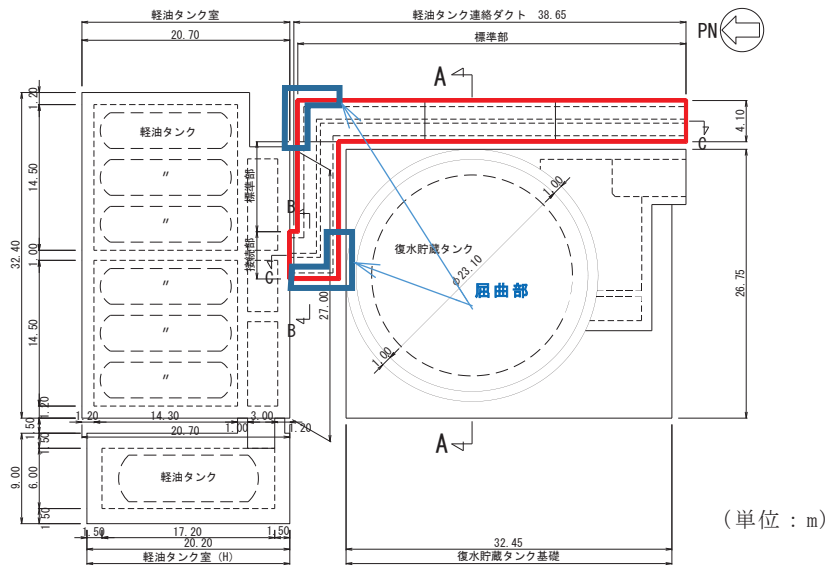 軽油タンク室
軽油タンク連絡ダクト 38.65
20.70
標準部
PN
A
1.20
4.10
軽油タンク
C
14.50
〃
標準部
1.00
〃
B
復水貯蔵タンク
32.40
接続部
1.00
C
φ23.10
26.75
屈曲部
〃
27.00
14.50
〃
B
〃
1.00
1.20
1.20
14.30
3.00
1.50
20.70
1.00
1.20
A
1.50
9.00
6.00
軽油タンク
1.50
1.50
17.20
1.50
(単位：m)
20.20
32.45
軽油タンク室 (H)
復水貯蔵タンク基礎